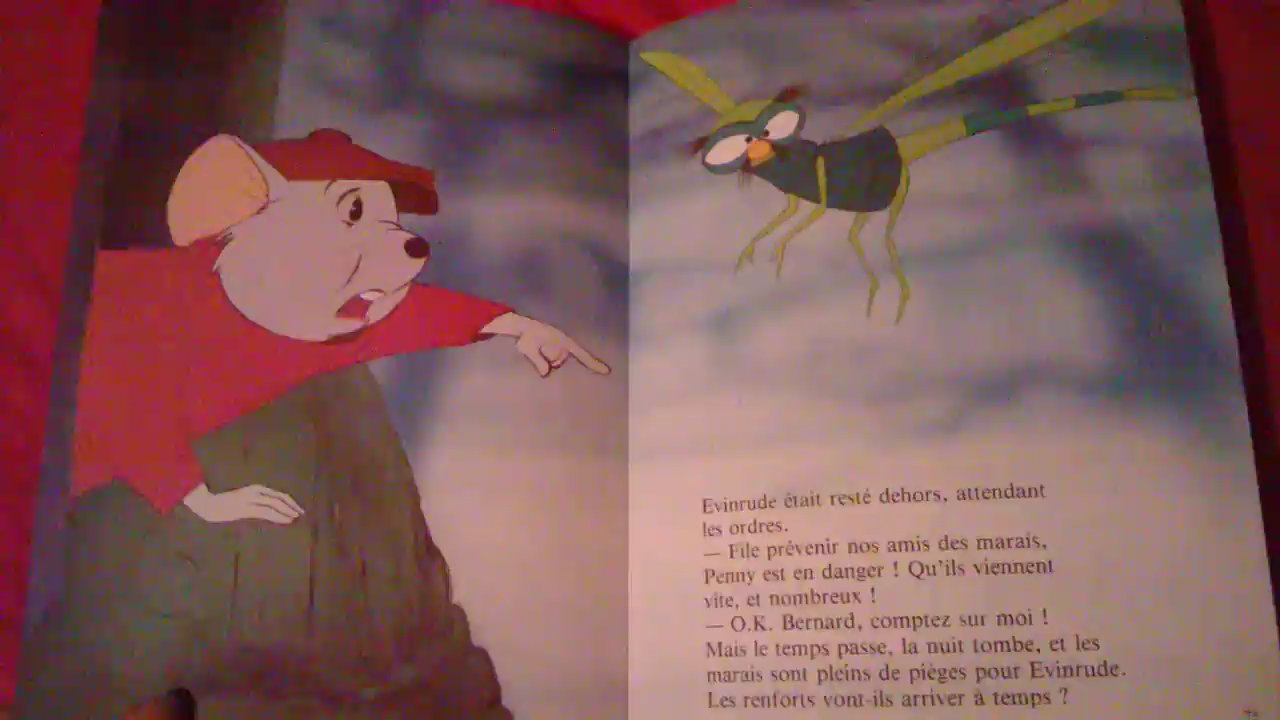 Evinrude était resté dehors, attendant
les ordres.
— File prévenir nos amis des marais,
Penny est en danger ! Qu'ils viennent
vite, et nombreux !
— O.K. Bernard, comptez sur moi !
Mais le temps passe, la nuit tombe, et les
marais sont pleins de pièges pour Evinrude.
Les renforts vont-ils arriver à temps ?